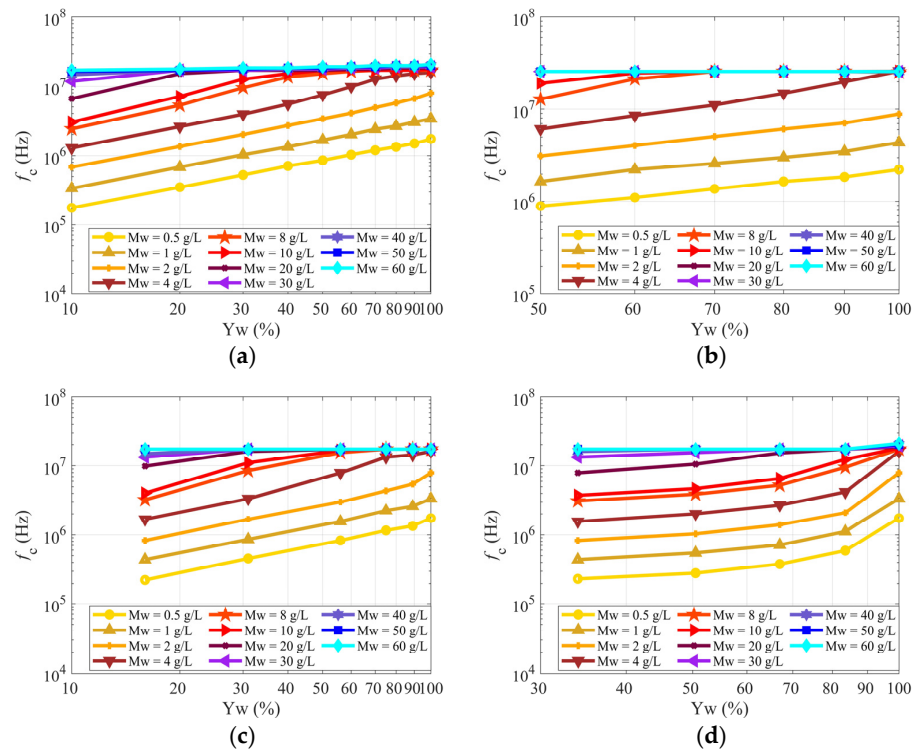 10^8
10^7
10^6
10^5
10^4
f_c (Hz)
Mw = 0.5 g/L
Mw = 1 g/L
Mw = 2 g/L
Mw = 4 g/L
Mw = 8 g/L
Mw = 10 g/L
Mw = 20 g/L
Mw = 30 g/L
Mw = 40 g/L
Mw = 50 g/L
Mw = 60 g/L
10 20 30 40 50 60 70 80 90 100
Yw (%)
(a)
10^8
10^7
10^6
10^5
f_c (Hz)
Mw = 0.5 g/L
Mw = 1 g/L
Mw = 2 g/L
Mw = 4 g/L
Mw = 8 g/L
Mw = 10 g/L
Mw = 20 g/L
Mw = 30 g/L
Mw = 40 g/L
Mw = 50 g/L
Mw = 60 g/L
50 60 70 80 90 100
Yw (%)
(b)
10^8
10^7
10^6
10^5
10^4
f_c (Hz)
Mw = 0.5 g/L
Mw = 1 g/L
Mw = 2 g/L
Mw = 4 g/L
Mw = 8 g/L
Mw = 10 g/L
Mw = 20 g/L
Mw = 30 g/L
Mw = 40 g/L
Mw = 50 g/L
Mw = 60 g/L
10 20 30 40 50 60 70 80 90 100
Yw (%)
(c)
10^8
10^7
10^6
10^5
10^4
f_c (Hz)
Mw = 0.5 g/L
Mw = 1 g/L
Mw = 2 g/L
Mw = 4 g/L
Mw = 8 g/L
Mw = 10 g/L
Mw = 20 g/L
Mw = 30 g/L
Mw = 40 g/L
Mw = 50 g/L
Mw = 60 g/L
30 40 50 60 70 80 90 100
Yw (%)
(d)